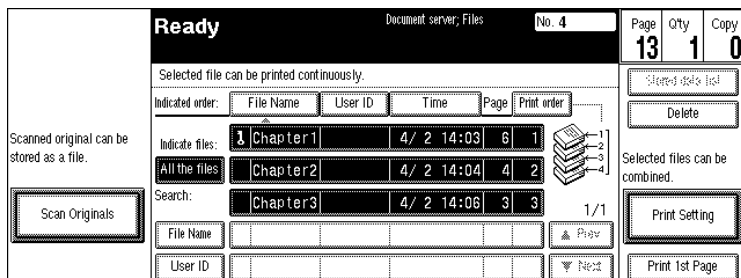 Scanned original can be
stored as a file.
Scan Originals
Ready
Document server; Files
No. 4
Selected file can be printed continuously.
Indicated order:
File Name
User ID
Time
Page
Print order
Indicate files:
Chapter1 4/ 2 14:03 6 1
All the files
Chapter2 4/ 2 14:04 4 2
Search:
Chapter3 4/ 2 14:06 3 3
1
2
3
4
1/1
File Name
▲ Prev
User ID
▼ Next
Page Q'ty Copy
13 1 0
Stored data list
Delete
Selected files can be
combined.
Print Setting
Print 1st Page